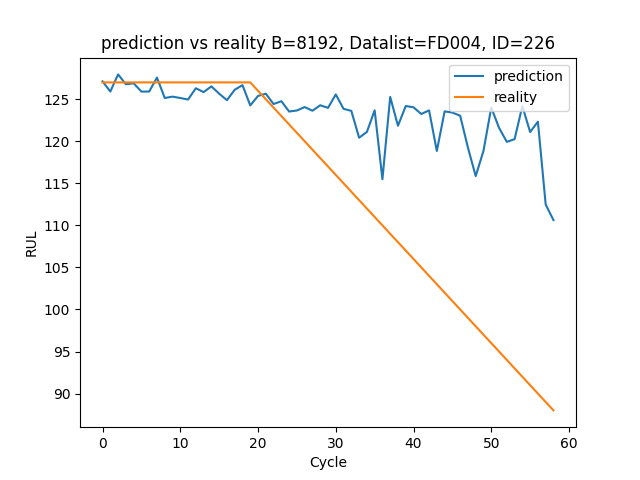 prediction vs reality B=8192, Datalist=FD004, ID=226
prediction
reality
RUL
125
120
115
110
105
100
95
90
0 10 20 30 40 50 60
Cycle